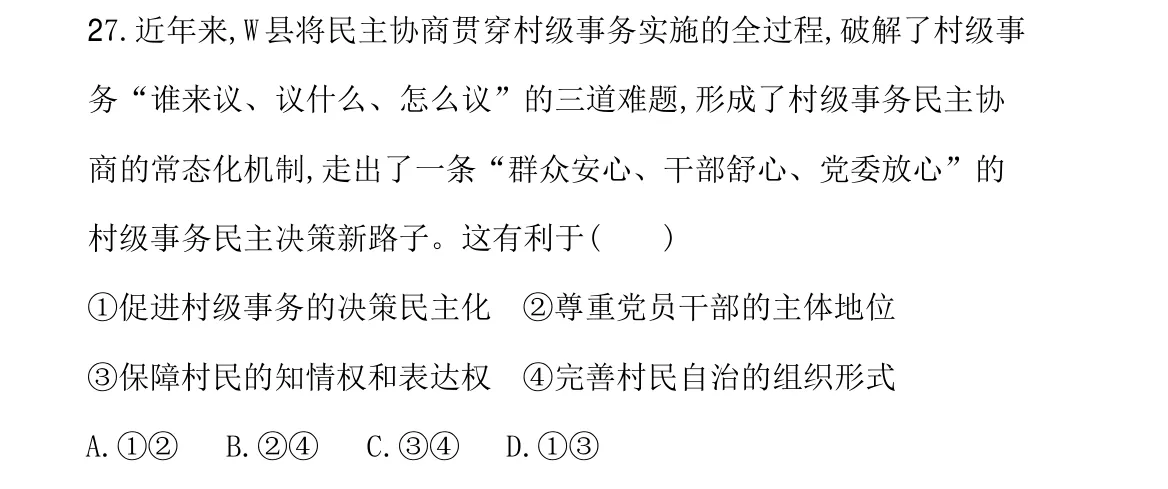 27.近年来,W县将民主协商贯穿村级事务实施的全过程,破解了村级事
务“谁来议、议什么、怎么议”的三道难题,形成了村级事务民主协
商的常态化机制,走出了一条“群众安心、干部舒心、党委放心”的
村级事务民主决策新路子。这有利于(　　)
①促进村级事务的决策民主化　②尊重党员干部的主体地位
③保障村民的知情权和表达权　④完善村民自治的组织形式
A.①②　B.②④　C.③④　D.①③